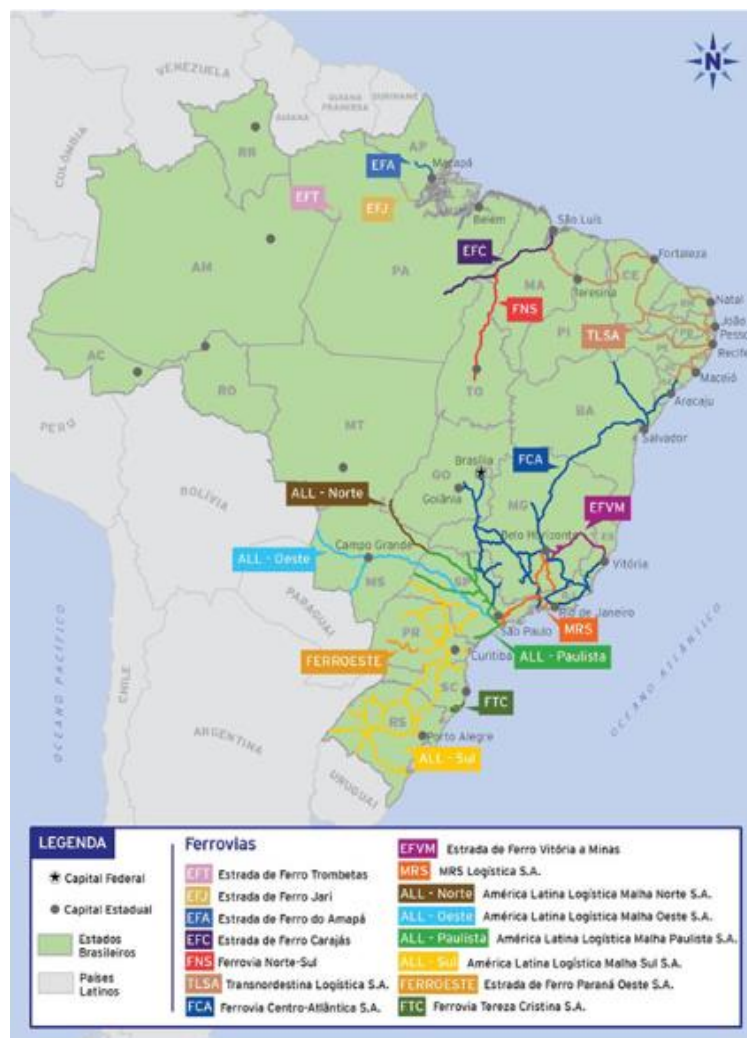 N
VENEZUELA
GUIANA
FRANCESA
SURINAME
GUIANA
COLÔMBIA
RR
AP
EFA
Macapá
EFT
EFJ
Belém
São Luís
EFC
Fortaleza
AM
PA
MA
CE
Teresina
FNS
RN
Natal
João
Pesso
PB
PI
TLSA
PE
Recife
AC
Maceió
TO
RO
Aracaju
BA
PERU
MT
Salvador
Brasília
FCA
GO
Goiânia
BOLÍVIA
ALL - Norte
MG
EFVM
Belo Horizonte
ES
Campo Grande
ALL - Oeste
Vitória
MS
SP
RJ
Rio de Janeiro
PARAGUAI
São Paulo
MRS
PR
FERROESTE
Curitiba
ALL - Paulista
OCEANO PACÍFICO
CHILE
OCEANO ATLÂNTICO
SC
FTC
RS
ARGENTINA
Porto Alegre
ALL - Sul
URUGUAI
LEGENDA
Capital Federal
Capital Estadual
Estados
Brasileiros
Países
Latinos
Ferrovias
EFT Estrada de Ferro Trombetas
EFJ Estrada de Ferro Jari
EFA Estrada de Ferro do Amapá
EFC Estrada de Ferro Carajás
FNS Ferrovia Norte-Sul
TLSA Transnordestina Logística S.A.
FCA Ferrovia Centro-Atlântica S.A.
EFVM Estrada de Ferro Vitória a Minas
MRS MRS Logística S.A.
ALL - Norte América Latina Logística Malha Norte S.A.
ALL - Oeste América Latina Logística Malha Oeste S.A.
ALL - Paulista América Latina Logística Malha Paulista S.A.
ALL - Sul América Latina Logística Malha Sul S.A.
FERROESTE Estrada de Ferro Paraná Oeste S.A.
FTC Ferrovia Tereza Cristina S.A.